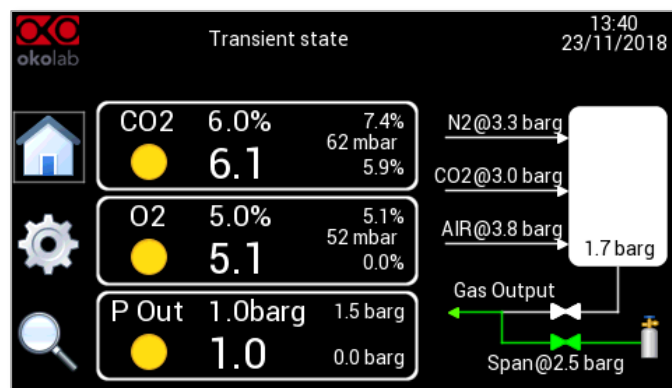 okolab
Transient state
13:40
23/11/2018
CO2 6.0% 7.4%
62 mbar
6.1 5.9%
O2 5.0% 5.1%
52 mbar
5.1 0.0%
P Out 1.0barg 1.5 barg
1.0 0.0 barg
N2@3.3 barg
CO2@3.0 barg
AIR@3.8 barg
1.7 barg
Gas Output
Span@2.5 barg